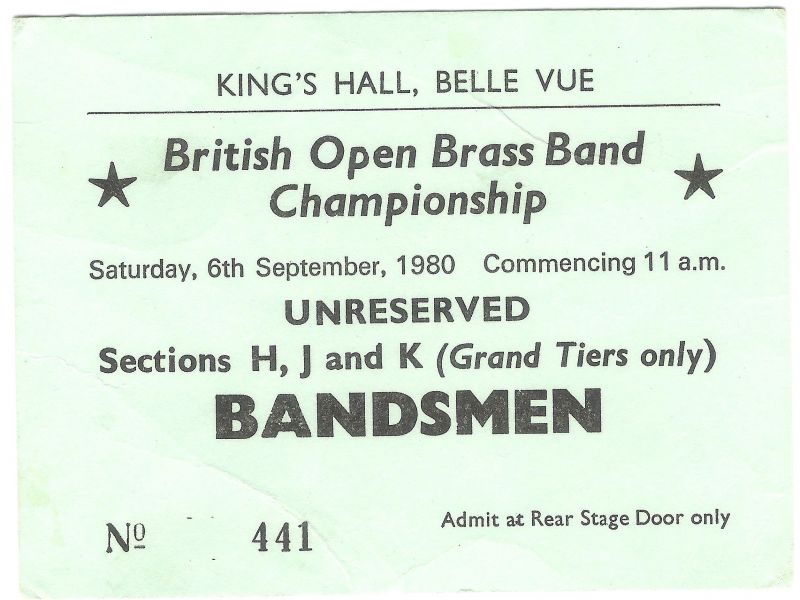 KING'S HALL, BELLE VUE
British Open Brass Band
Championship
Saturday, 6th September, 1980 Commencing 11 a.m.
UNRESERVED
Sections H, J and K (Grand Tiers only)
BANDSMEN
Nº 441
Admit at Rear Stage Door only